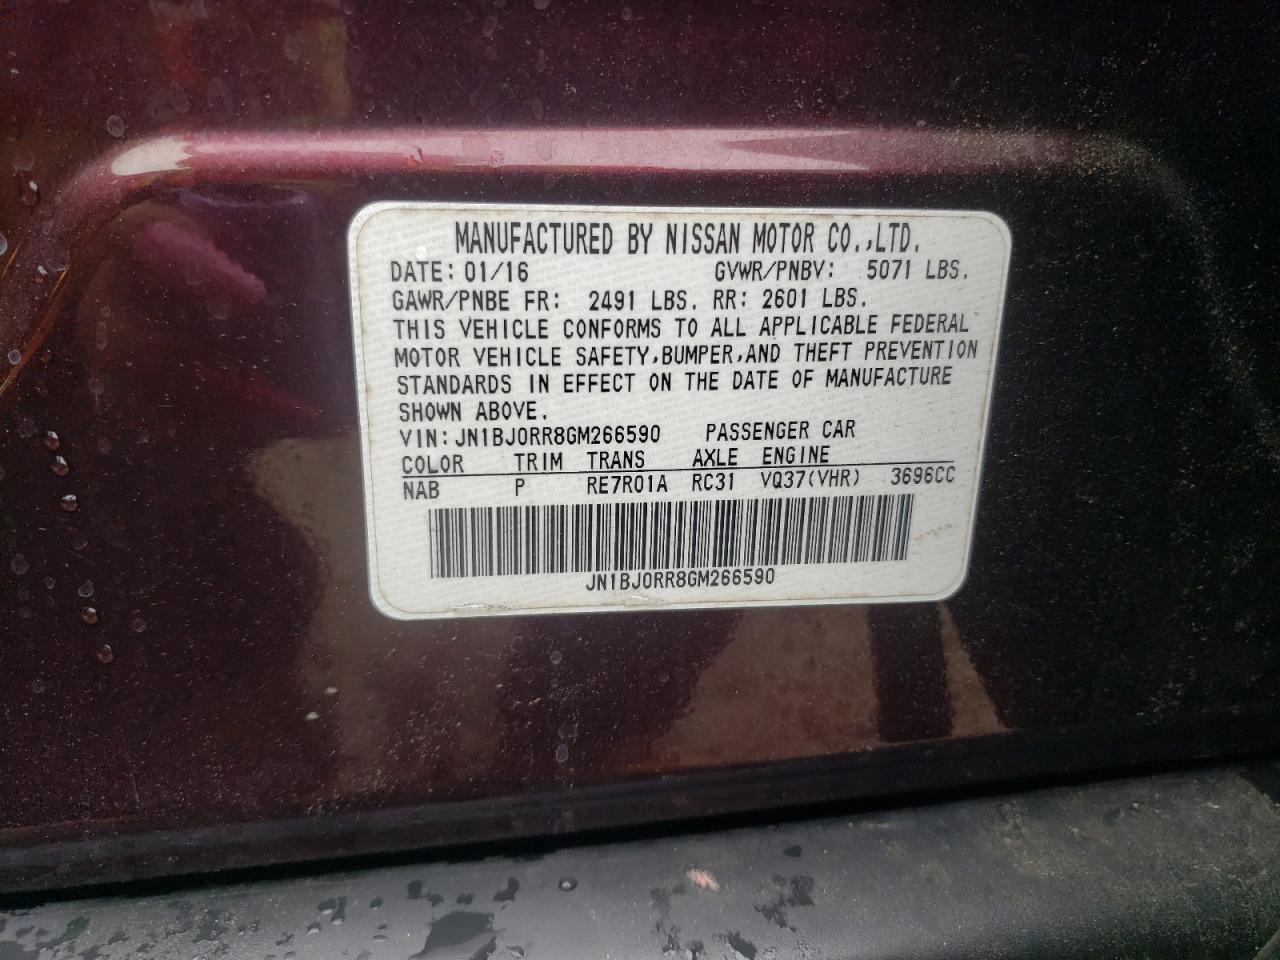 MANUFACTURED BY NISSAN MOTOR CO.,LTD.
DATE: 01/16 GVWR/PNBV: 5071 LBS.
GAWR/PNBE FR: 2491 LBS. RR: 2601 LBS.
THIS VEHICLE CONFORMS TO ALL APPLICABLE FEDERAL
MOTOR VEHICLE SAFETY,BUMPER,AND THEFT PREVENTION
STANDARDS IN EFFECT ON THE DATE OF MANUFACTURE
SHOWN ABOVE.
VIN: JN1BJ0RR8GM266590 PASSENGER CAR
COLOR TRIM TRANS AXLE ENGINE
NAB P RE7R01A RC31 VQ37(VHR) 3696CC
JN1BJ0RR8GM266590